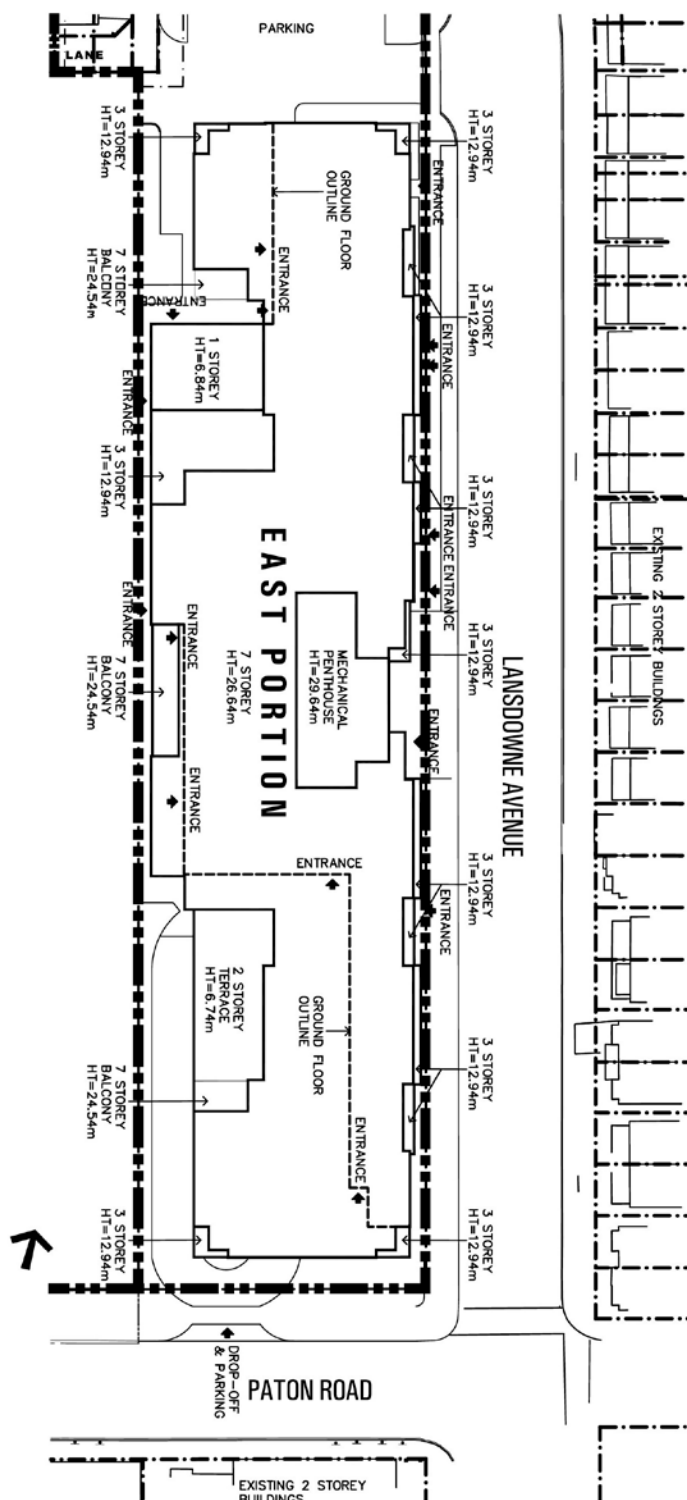 PARKING
LANE
3 STOREY
HT=12.94m
3 STOREY
HT=12.94m
ENTRANCE
GROUND FLOOR
OUTLINE
ENTRANCE
7 STOREY
BALCONY
HT=24.54m
ENTRANCE
3 STOREY
HT=12.94m
ENTRANCE
1 STOREY
HT=6.84m
ENTRANCE
3 STOREY
HT=12.94m
3 STOREY
HT=12.94m
ENTRANCE
ENTRANCE
EXISTING 2 STOREY BUILDINGS
EAST PORTION
7 STOREY
HT=26.64m
ENTRANCE
ENTRANCE
7 STOREY
BALCONY
HT=24.54m
MECHANICAL
PENTHOUSE
HT=29.64m
3 STOREY
HT=12.94m
LANSDOWNE AVENUE
ENTRANCE
ENTRANCE
ENTRANCE
3 STOREY
HT=12.94m
ENTRANCE
2 STOREY
TERRACE
HT=6.74m
GROUND FLOOR
OUTLINE
7 STOREY
BALCONY
HT=24.54m
3 STOREY
HT=12.94m
ENTRANCE
3 STOREY
HT=12.94m
3 STOREY
HT=12.94m
DROP-OFF
& PARKING
PATON ROAD
EXISTING 2 STOREY
BUILDINGS